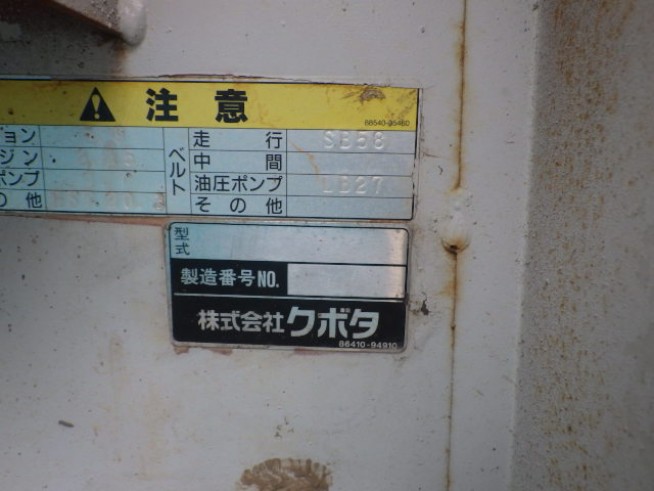 注意
66540-95460
ョン
ジン
ンプ
の他
ベルト
走行 SB58
中間
油圧ポンプ LB27
その他
型式
製造番号NO.
株式会社クボタ
66410-94910